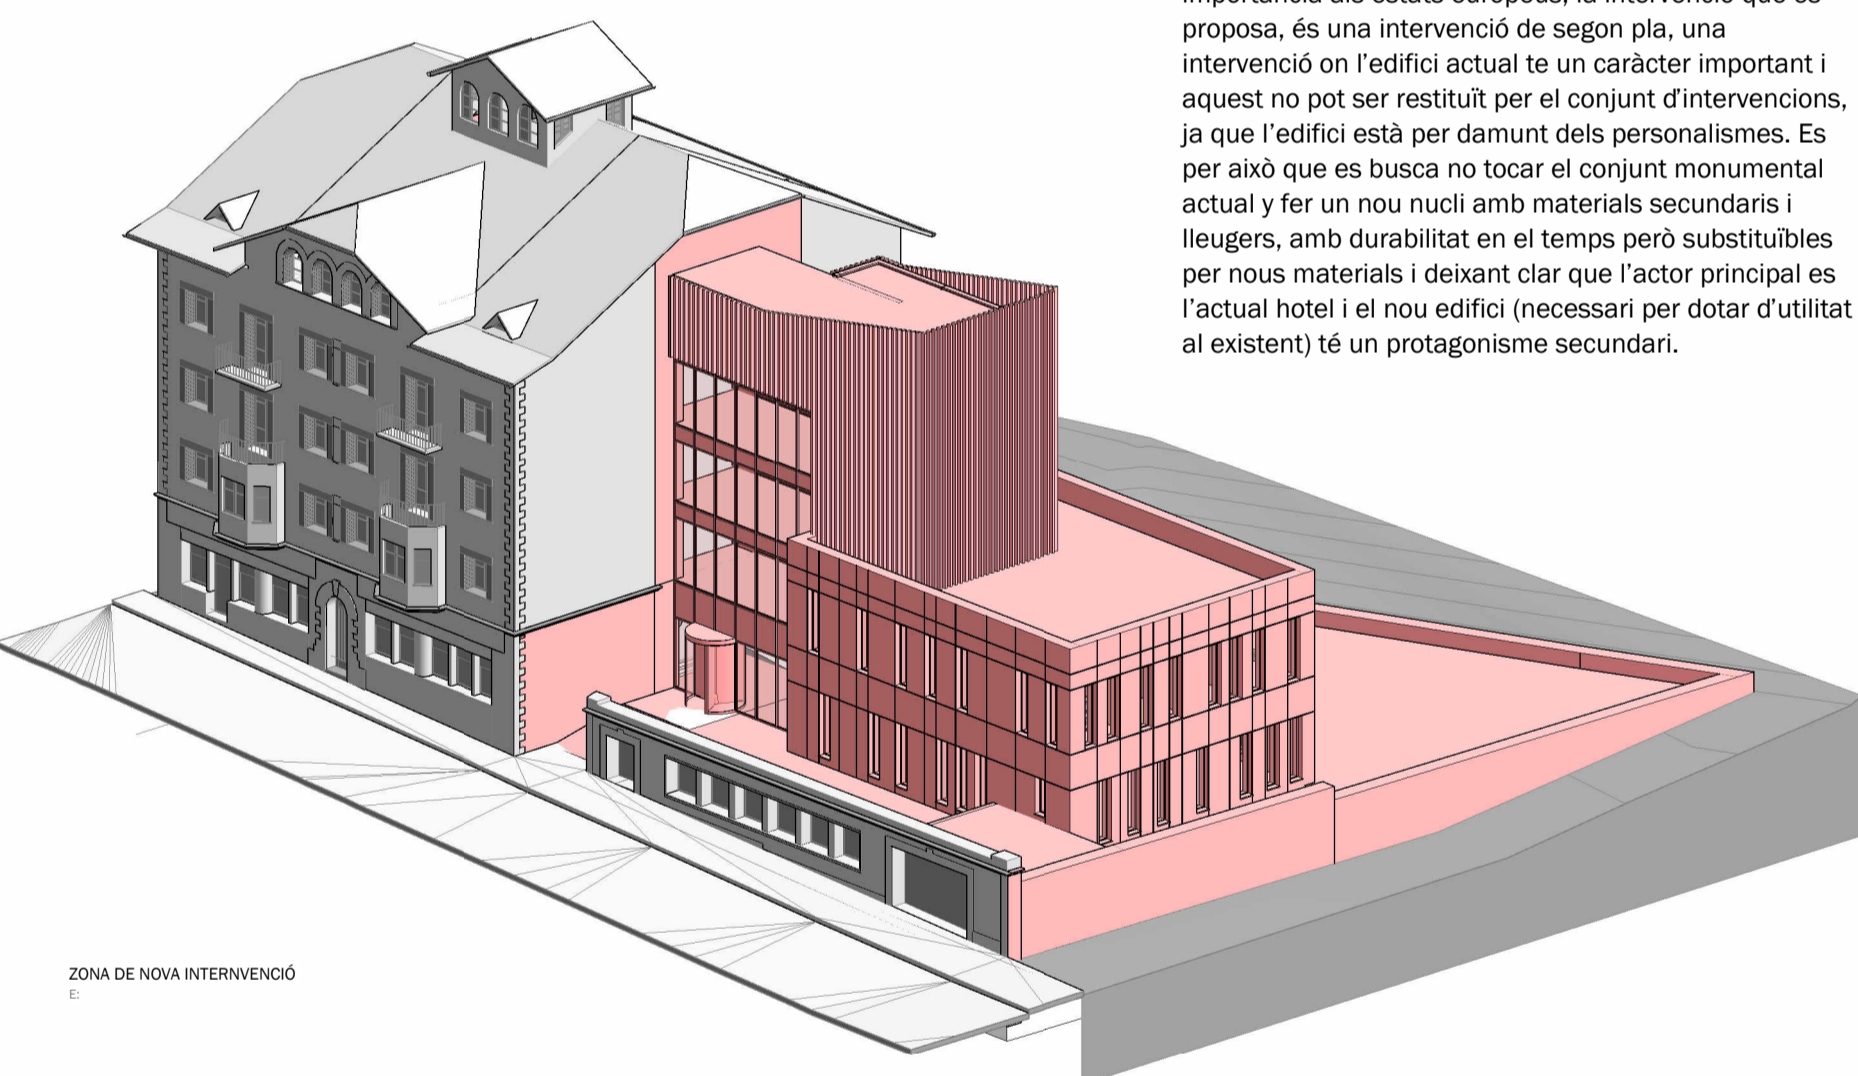 proposa, és una intervenció de segon pla, una
intervenció on l'edifici actual te un caràcter important i
aquest no pot ser restituït per el conjunt d'intervencions,
ja que l'edifici està per damunt dels personalismes. Es
per això que es busca no tocar el conjunt monumental
actual y fer un nou nucli amb materials secundaris i
lleugers, amb durabilitat en el temps però substituïbles
per nous materials i deixant clar que l'actor principal es
l'actual hotel i el nou edifici (necessari per dotar d'utilitat
al existent) té un protagonisme secundari.
ZONA DE NOVA INTERNVENCIÓ
E: